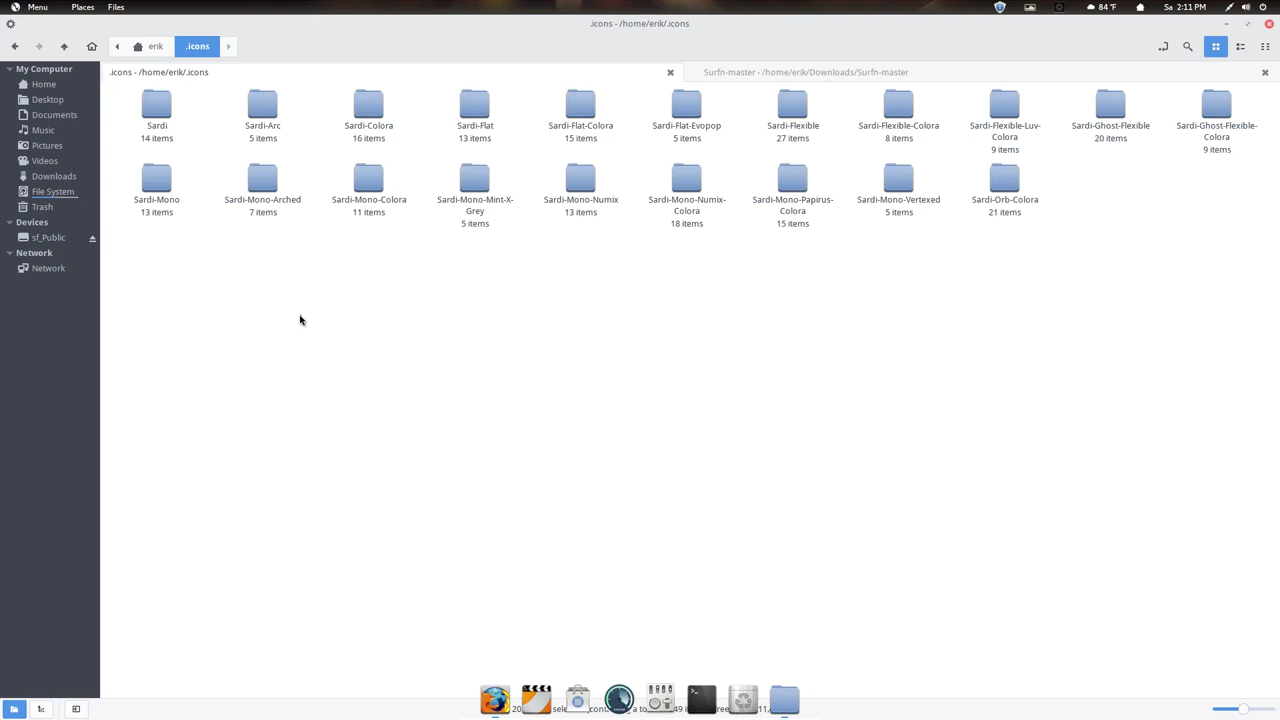 Menu Places Files 84 °F Sa 2:11 PM
.icons - /home/erik/.icons
erik .icons
.icons - /home/erik/.icons Surfn-master - /home/erik/Downloads/Surfn-master
My Computer
Home
Desktop
Documents
Music
Pictures
Videos
Downloads
File System
Trash
Devices
sf_Public
Network
Network
Sardi
14 items
Sardi-Arc
5 items
Sardi-Colora
16 items
Sardi-Flat
13 items
Sardi-Flat-Colora
15 items
Sardi-Flat-Evopop
5 items
Sardi-Flexible
27 items
Sardi-Flexible-Colora
8 items
Sardi-Flexible-Luv-
Colora
9 items
Sardi-Ghost-Flexible
20 items
Sardi-Ghost-Flexible-
Colora
9 items
Sardi-Mono
13 items
Sardi-Mono-Arched
7 items
Sardi-Mono-Colora
11 items
Sardi-Mono-Mint-X-
Grey
5 items
Sardi-Mono-Numix
13 items
Sardi-Mono-Numix-
Colora
18 items
Sardi-Mono-Papirus-
Colora
15 items
Sardi-Mono-Vertexed
5 items
Sardi-Orb-Colora
21 items